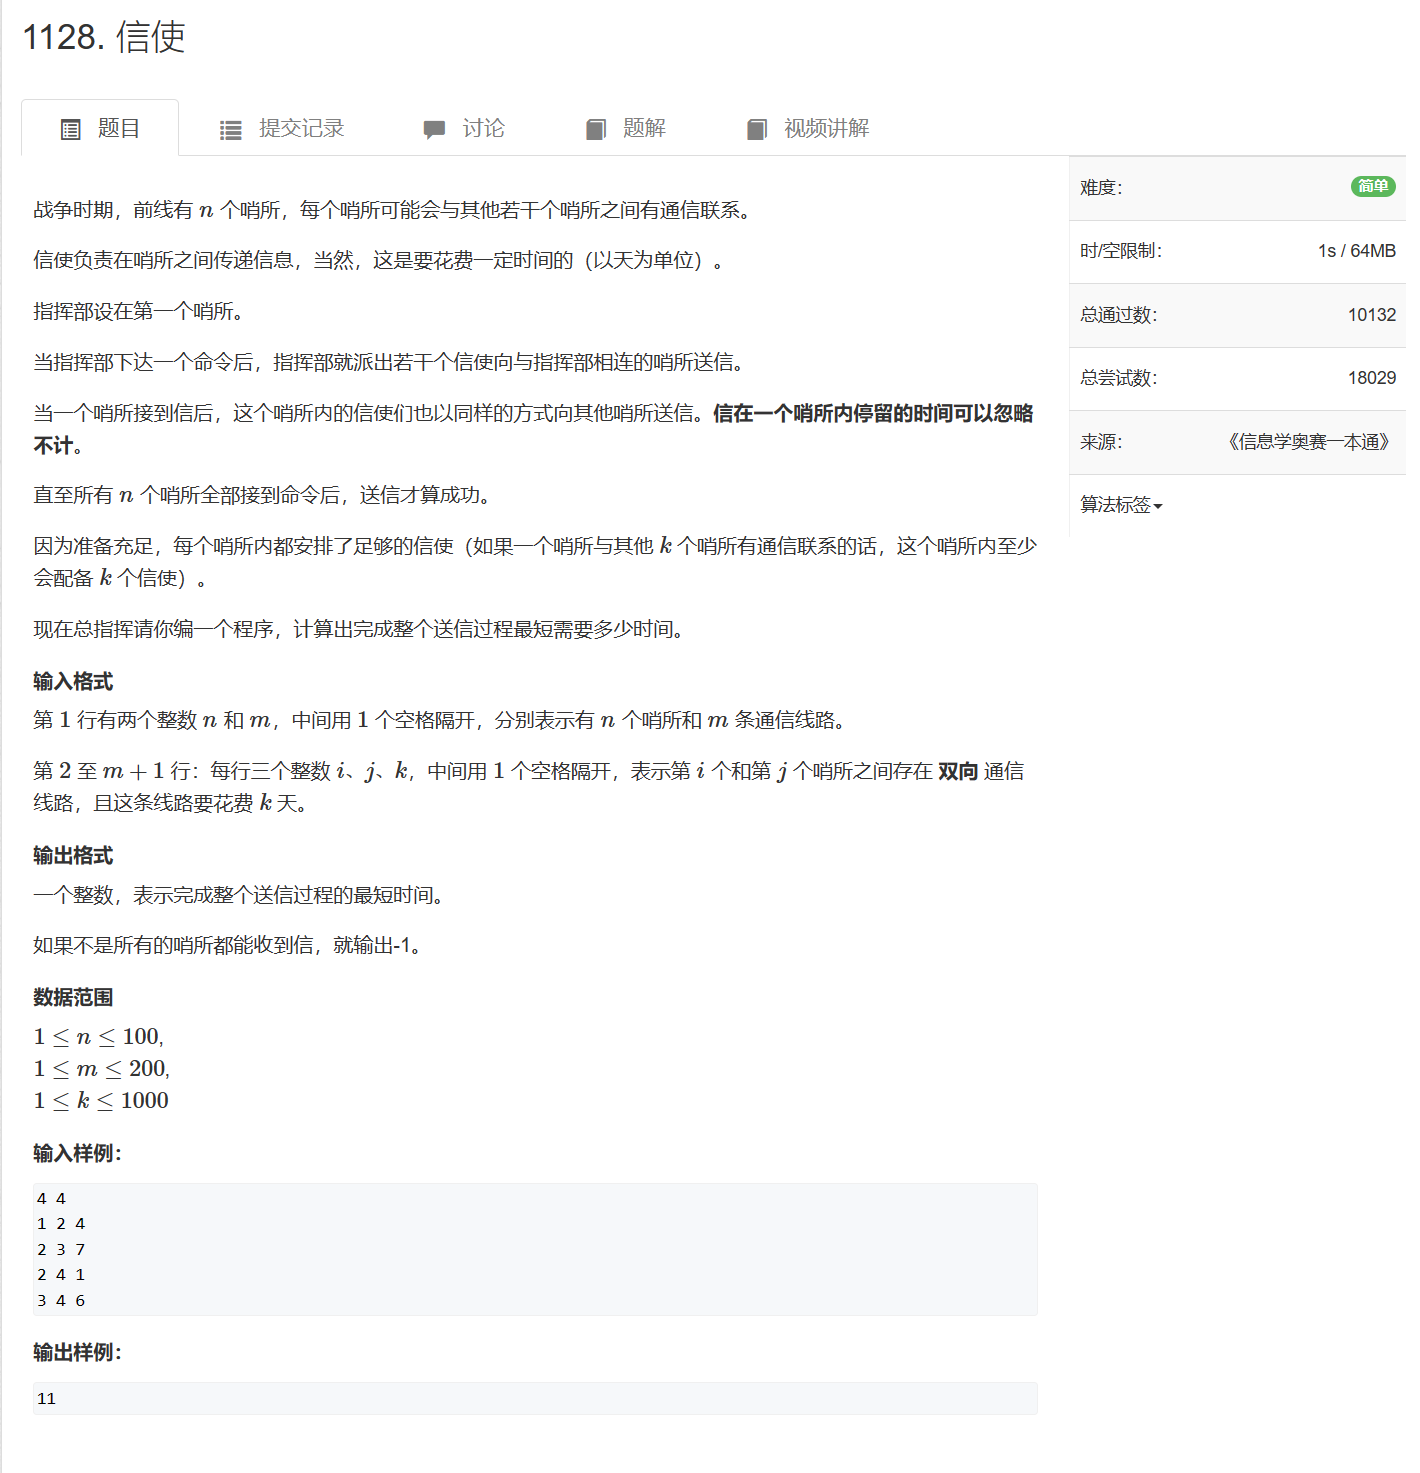 1128. 信使
题目 提交记录 讨论 题解 视频讲解
战争时期，前线有 n 个哨所，每个哨所可能会与其他若干个哨所之间有通信联系。
信使负责在哨所之间传递信息，当然，这是要花费一定时间的（以天为单位）。
指挥部设在第一个哨所。
当指挥部下达一个命令后，指挥部就派出若干个信使向与指挥部相连的哨所送信。
当一个哨所接到信后，这个哨所内的信使们也以同样的方式向其他哨所送信。信在一个哨所内停留的时间可以忽略
不计。
直至所有 n 个哨所全部接到命令后，送信才算成功。
因为准备充足，每个哨所内都安排了足够的信使（如果一个哨所与其他 k 个哨所有通信联系的话，这个哨所内至少
会配备 k 个信使）。
现在总指挥请你编一个程序，计算出完成整个送信过程最短需要多少时间。
输入格式
第 1 行有两个整数 n 和 m，中间用 1 个空格隔开，分别表示有 n 个哨所和 m 条通信线路。
第 2 至 m + 1 行：每行三个整数 i、j、k，中间用 1 个空格隔开，表示第 i 个和第 j 个哨所之间存在 双向 通信
线路，且这条线路要花费 k 天。
输出格式
一个整数，表示完成整个送信过程的最短时间。
如果不是所有的哨所都能收到信，就输出-1。
数据范围
1 ≤ n ≤ 100,
1 ≤ m ≤ 200,
1 ≤ k ≤ 1000
输入样例：
4 4
1 2 4
2 3 7
2 4 1
3 4 6
输出样例：
11
难度： 简单
时/空限制： 1s / 64MB
总通过数： 10132
总尝试数： 18029
来源： 《信息学奥赛一本通》
算法标签